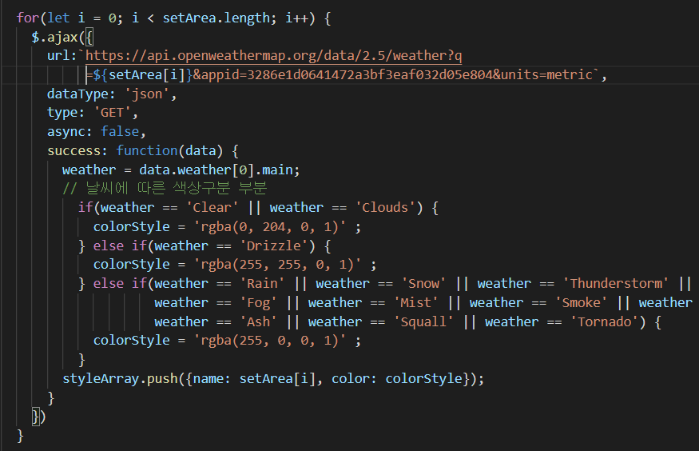 for(let i = 0; i < setArea.length; i++) {
$.ajax({
url:`https://api.openweathermap.org/data/2.5/weather?q
=${setArea[i]}&appid=3286e1d0641472a3bf3eaf032d05e804&units=metric`,
dataType: 'json',
type: 'GET',
async: false,
success: function(data) {
weather = data.weather[0].main;
// 날씨에 따른 색상구분 부분
if(weather == 'Clear' || weather == 'Clouds') {
colorStyle = 'rgba(0, 204, 0, 1)' ;
} else if(weather == 'Drizzle') {
colorStyle = 'rgba(255, 255, 0, 1)' ;
} else if(weather == 'Rain' || weather == 'Snow' || weather == 'Thunderstorm' ||
weather == 'Fog' || weather == 'Mist' || weather == 'Smoke' || weather
weather == 'Ash' || weather == 'Squall' || weather == 'Tornado') {
colorStyle = 'rgba(255, 0, 0, 1)' ;
}
styleArray.push({name: setArea[i], color: colorStyle});
}
})
}